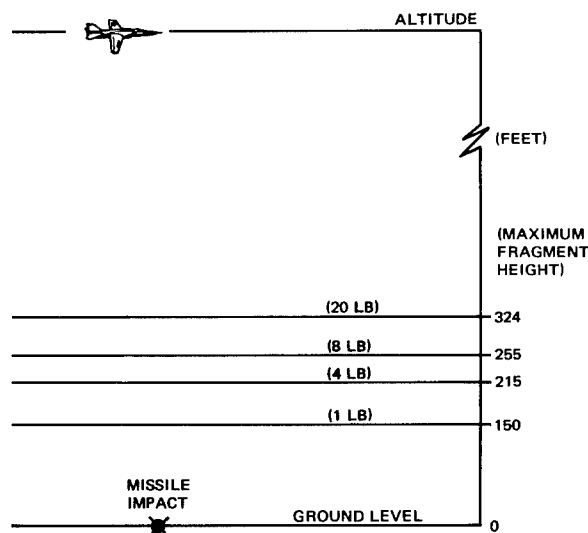 ALTITUDE
(FEET)
(MAXIMUM
FRAGMENT
HEIGHT)
(20 LB)
324
(8 LB)
255
(4 LB)
215
(1 LB)
150
MISSILE
IMPACT
GROUND LEVEL
0